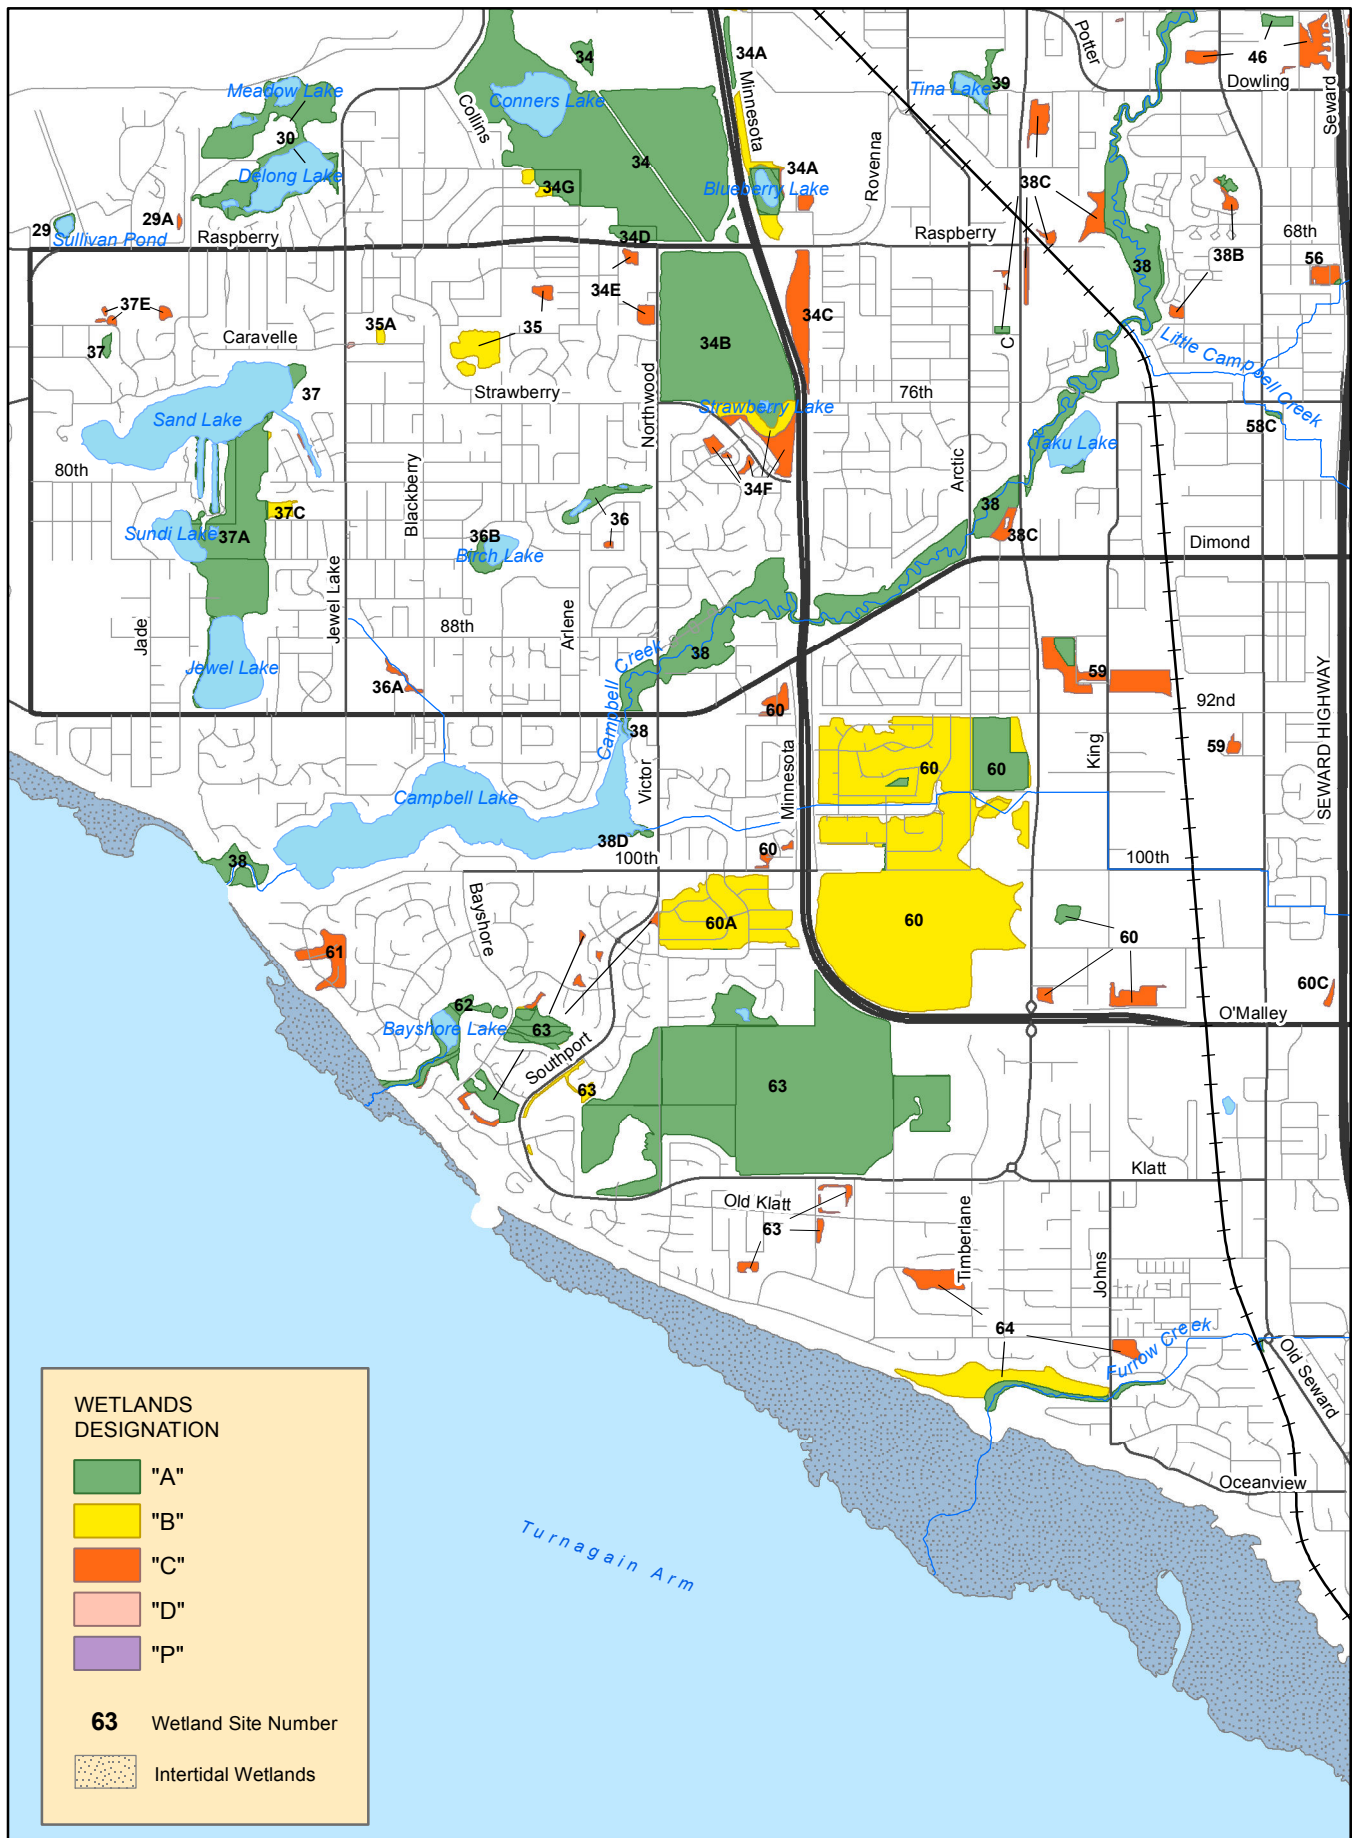 Potter
46
Dowling
Seward
34
34A
Minnesota
Tina Lake
39
Meadow Lake
Conners Lake
Collins
30
Delong Lake
34
34A
Blueberry Lake
Rovenna
38C
34G
29A
29
Sullivan Pond
Raspberry
34D
Raspberry
68th
38B
56
38
34E
37E
35A
35
34C
Caravelle
37
34B
C
Little Campbell Creek
37
Strawberry
76th
Northwood
Strawberry Lake
Sand Lake
58C
Taku Lake
80th
Blackberry
Arctic
34F
38
37C
36
Sundi Lake
37A
36B
Birch Lake
38C
Dimond
Jewel Lake
Jade
88th
Arlene
Jewel Lake
Campbell Creek
38
36A
59
92nd
SEWARD HIGHWAY
60
38
King
59
Minnesota
Victor
60
60
Campbell Lake
38D
60
100th
100th
38
Bayshore
60A
60
61
60
60C
62
O'Malley
Bayshore Lake
63
Southport
63
63
Klatt
Old Klatt
63
Timberlane
Johns
64
Furrow Creek
Old Seward
Oceanview
Turnagain Arm
WETLANDS
DESIGNATION
"A"
"B"
"C"
"D"
"P"
63 Wetland Site Number
Intertidal Wetlands